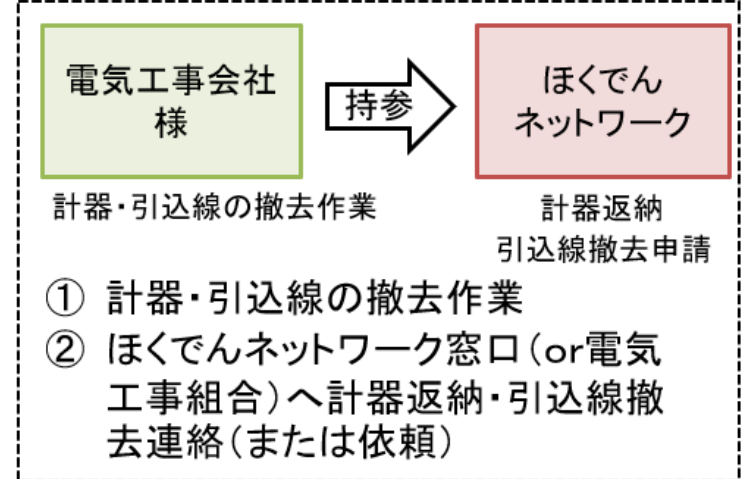 電気工事会社
様
持参
ほくでん
ネットワーク
計器・引込線の撤去作業
計器返納
引込線撤去申請
① 計器・引込線の撤去作業
② ほくでんネットワーク窓口(or電気
工事組合)へ計器返納・引込線撤
去連絡(または依頼)